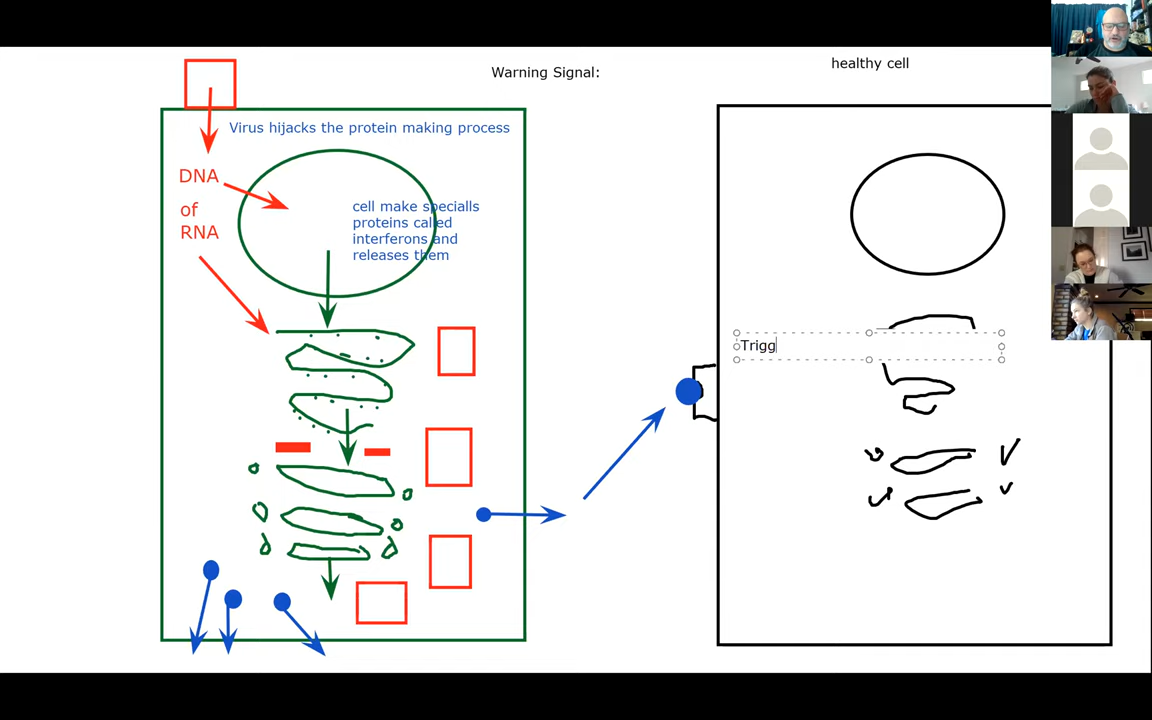 Warning Signal:
healthy cell
Virus hijacks the protein making process
DNA
of
RNA
cell make specialls
proteins called
interferons and
releases them
Trigg